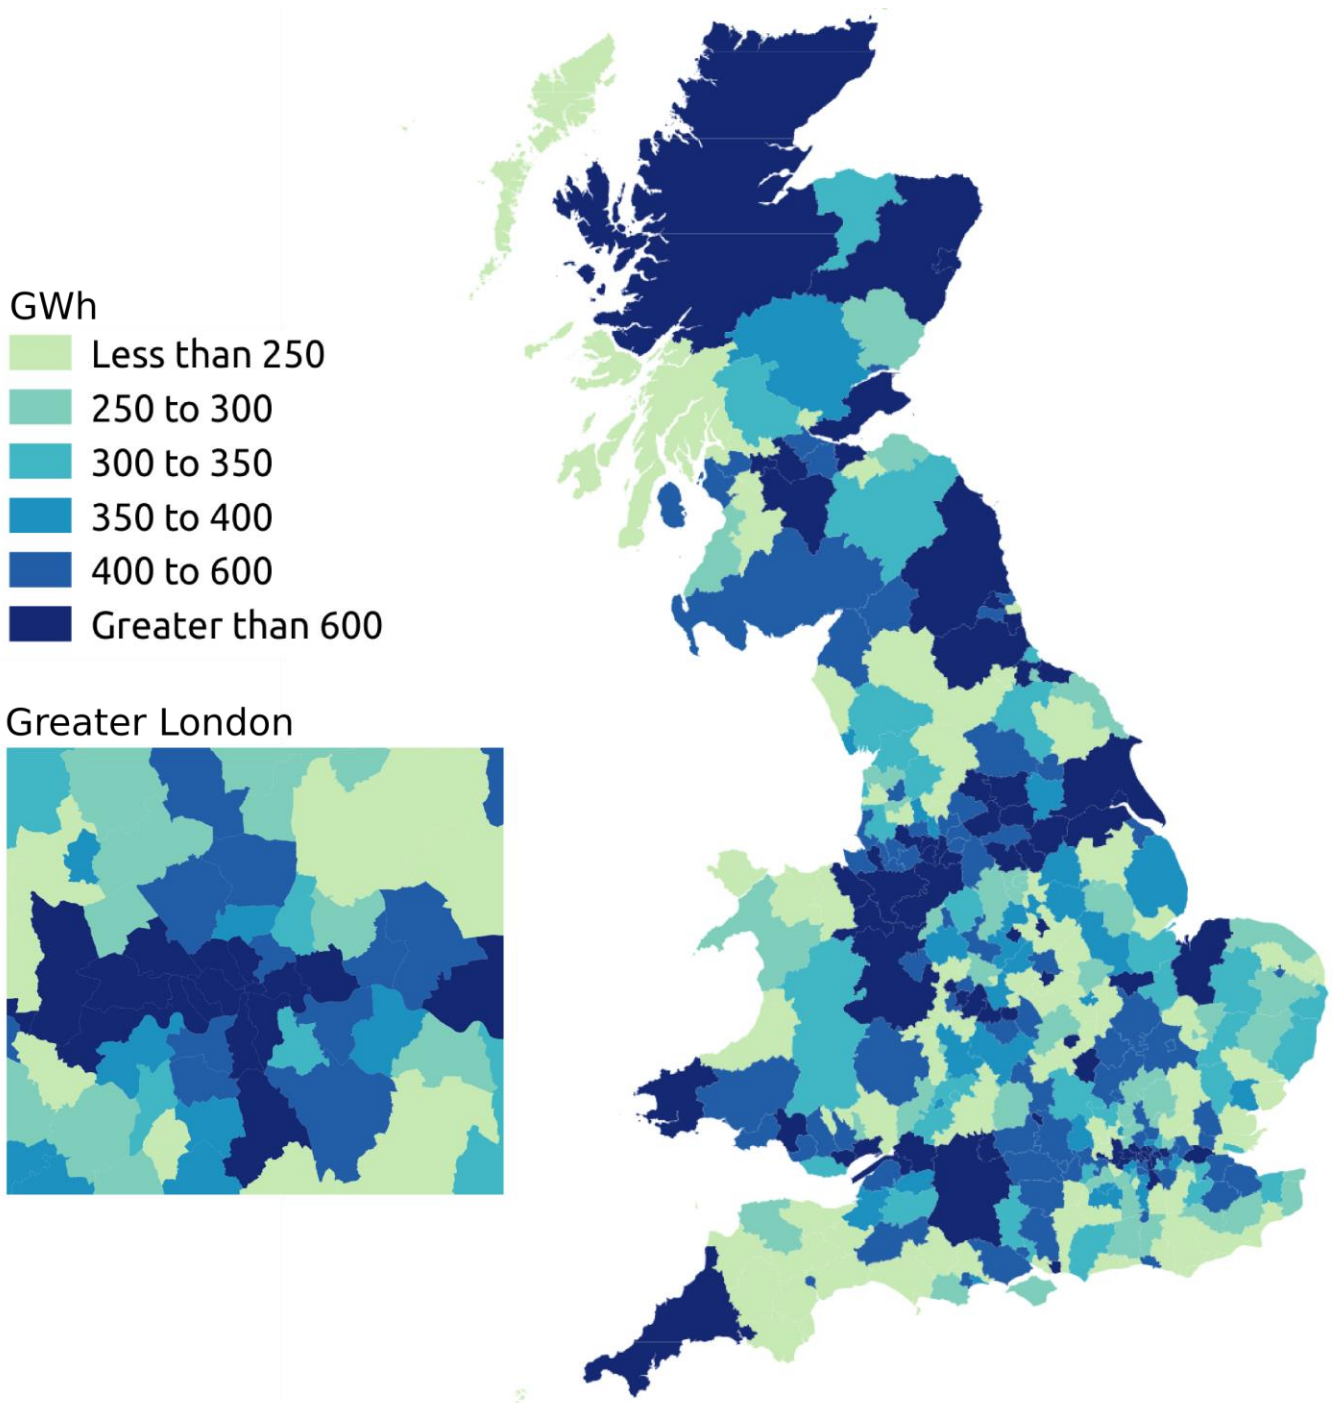 GWh
Less than 250
250 to 300
300 to 350
350 to 400
400 to 600
Greater than 600
Greater London